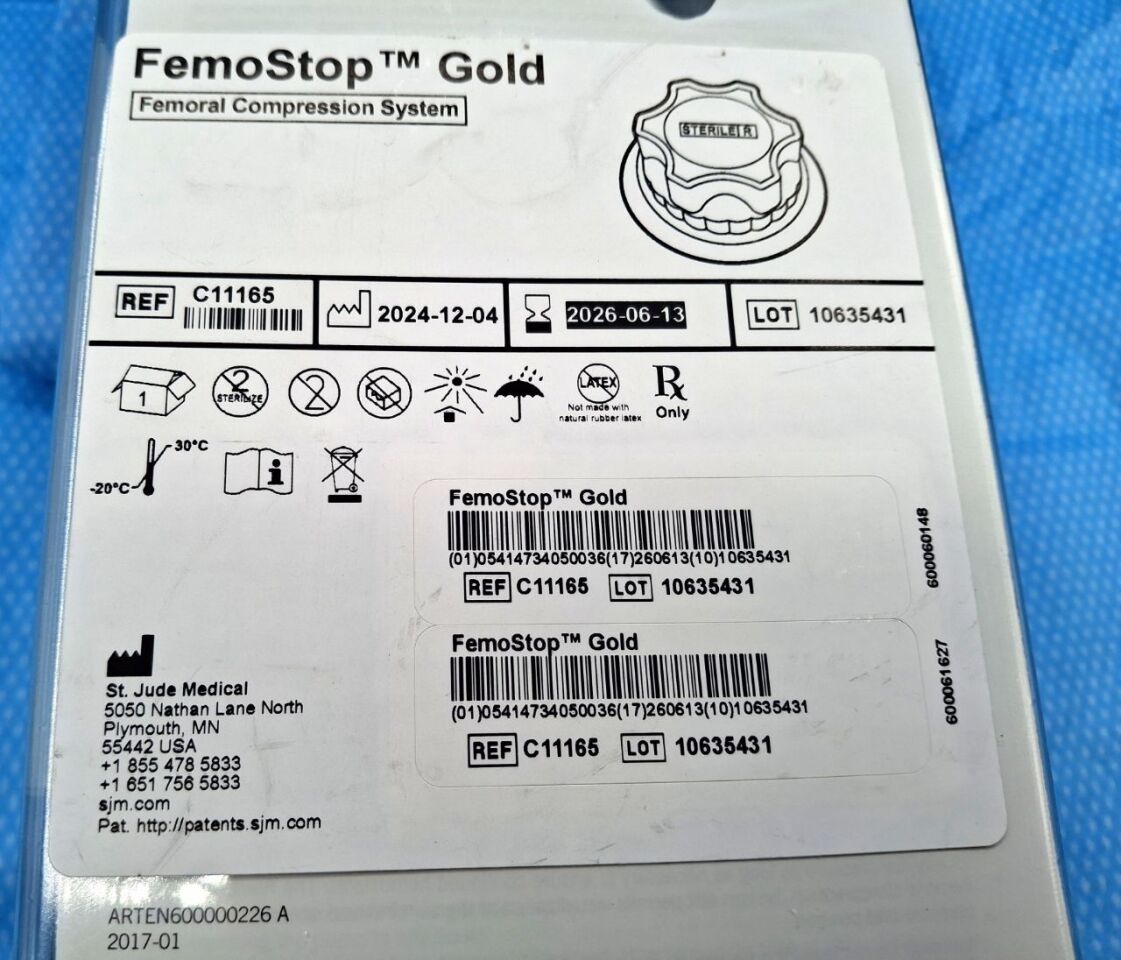 FemoStop™ Gold
Femoral Compression System
STERILE R
REF C11165
2024-12-04
2026-06-13
LOT 10635431
1
2
STERILIZE
2
LATEX
Not made with
natural rubber latex
Rx
Only
30°C
-20°C
i
FemoStop™ Gold
(01)05414734050036(17)260613(10)10635431
REF C11165 LOT 10635431
600060148
FemoStop™ Gold
(01)05414734050036(17)260613(10)10635431
REF C11165 LOT 10635431
600061627
St. Jude Medical
5050 Nathan Lane North
Plymouth, MN
55442 USA
+1 855 478 5833
+1 651 756 5833
sjm.com
Pat. http://patents.sjm.com
ARTEN600000226 A
2017-01